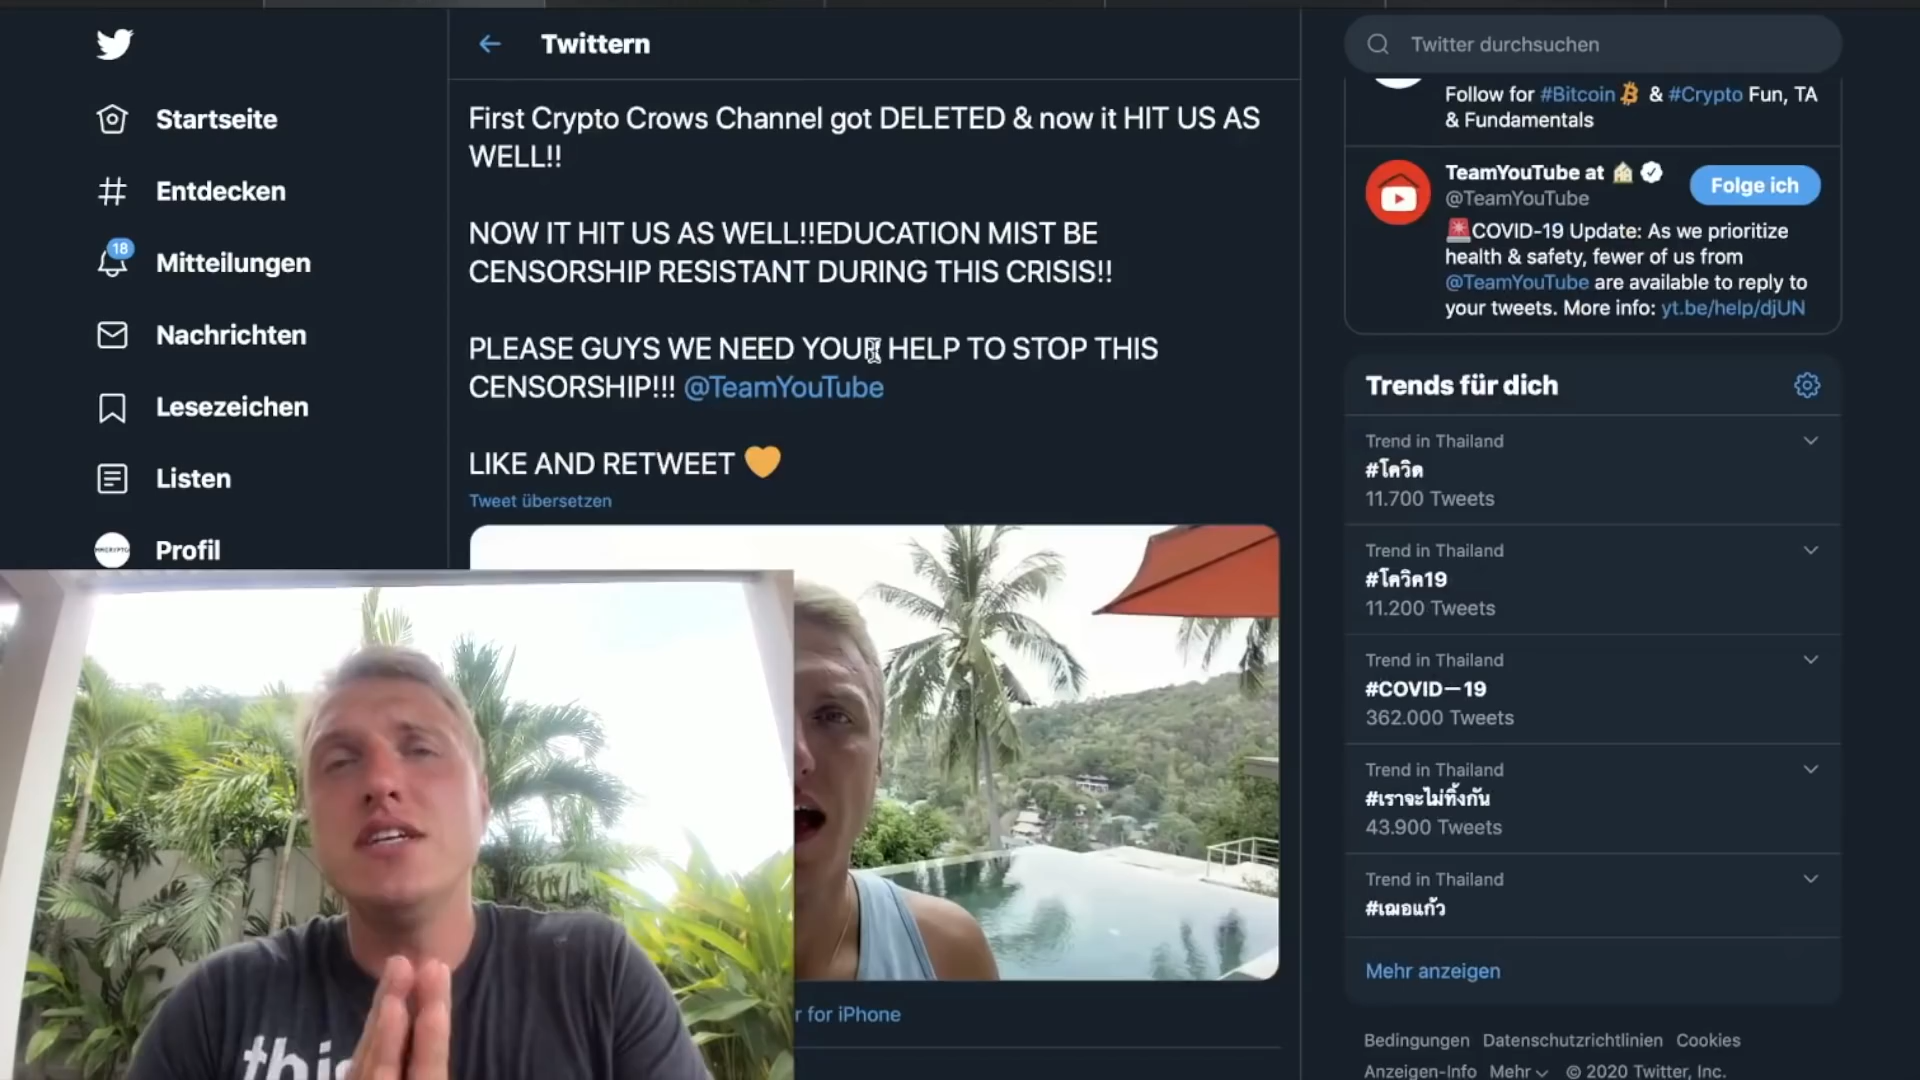 Startseite
Entdecken
18
Mitteilungen
Nachrichten
Lesezeichen
Listen
Profil
Twittern
First Crypto Crows Channel got DELETED & now it HIT US AS
WELL!!
NOW IT HIT US AS WELL!!EDUCATION MIST BE
CENSORSHIP RESISTANT DURING THIS CRISIS!!
PLEASE GUYS WE NEED YOUR HELP TO STOP THIS
CENSORSHIP!!! @TeamYouTube
LIKE AND RETWEET 🧡
Tweet übersetzen
r for iPhone
Twitter durchsuchen
Follow for #Bitcoin & #Crypto Fun, TA
& Fundamentals
TeamYouTube at 🏠
@TeamYouTube
Folge ich
🚨COVID-19 Update: As we prioritize
health & safety, fewer of us from
@TeamYouTube are available to reply to
your tweets. More info: yt.be/help/djUN
Trends für dich
Trend in Thailand
#โควิด
11.700 Tweets
Trend in Thailand
#โควิด19
11.200 Tweets
Trend in Thailand
#COVID—19
362.000 Tweets
Trend in Thailand
#เราจะไม่ทิ้งกัน
43.900 Tweets
Trend in Thailand
#เฌอแก้ว
Mehr anzeigen
Bedingungen Datenschutzrichtlinien Cookies
Anzeigen-Info Mehr © 2020 Twitter, Inc.